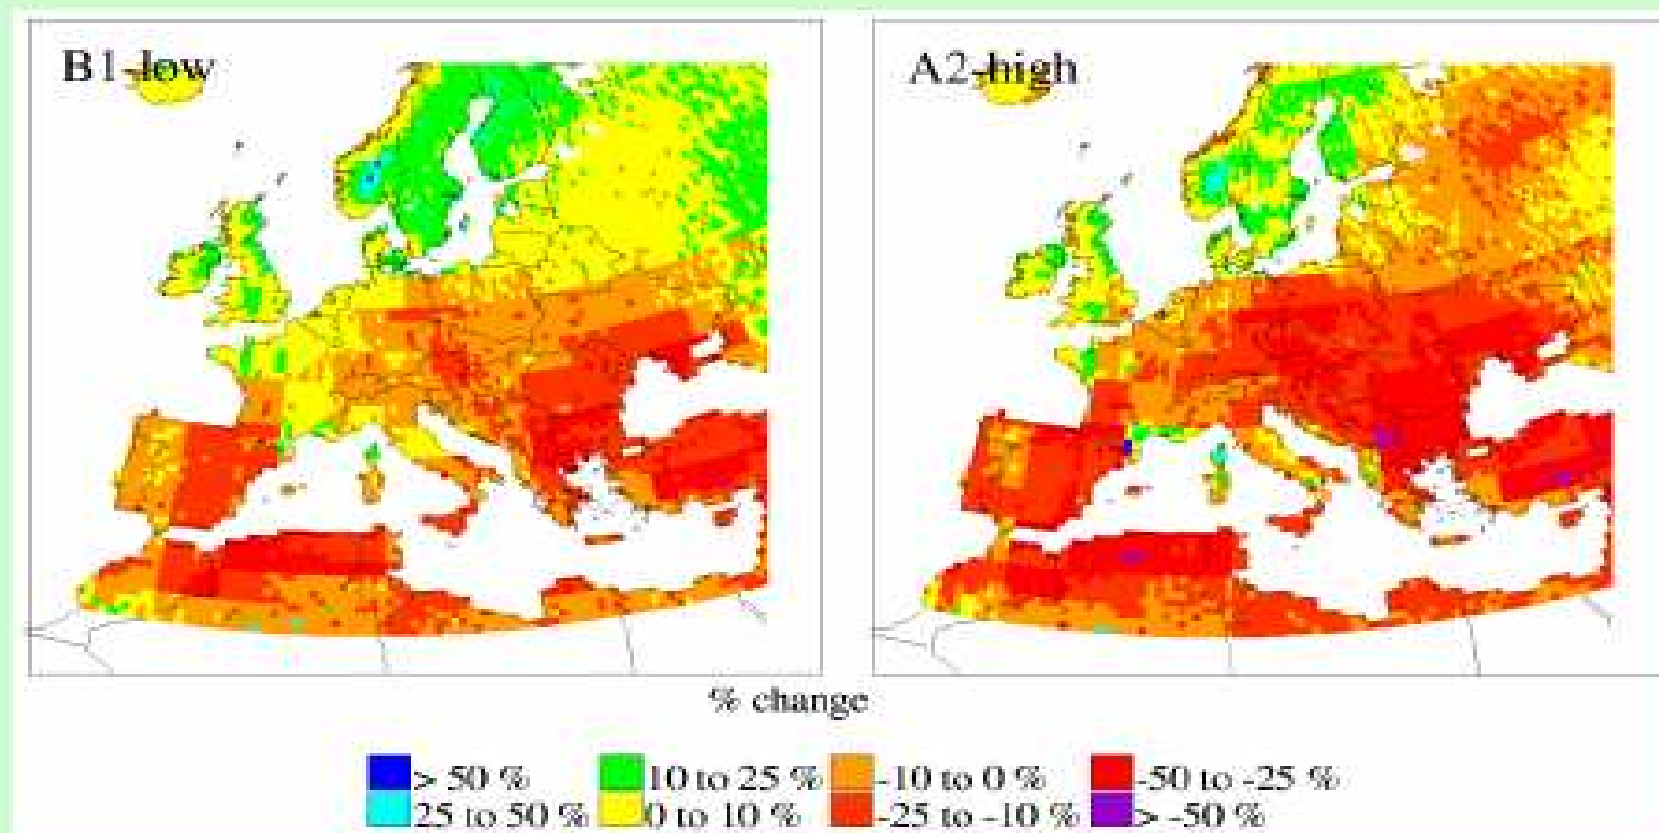 B1-low
A2-high
% change
> 50 %
10 to 25 %
-10 to 0 %
-50 to -25 %
25 to 50 %
0 to 10 %
-25 to -10 %
> -50 %